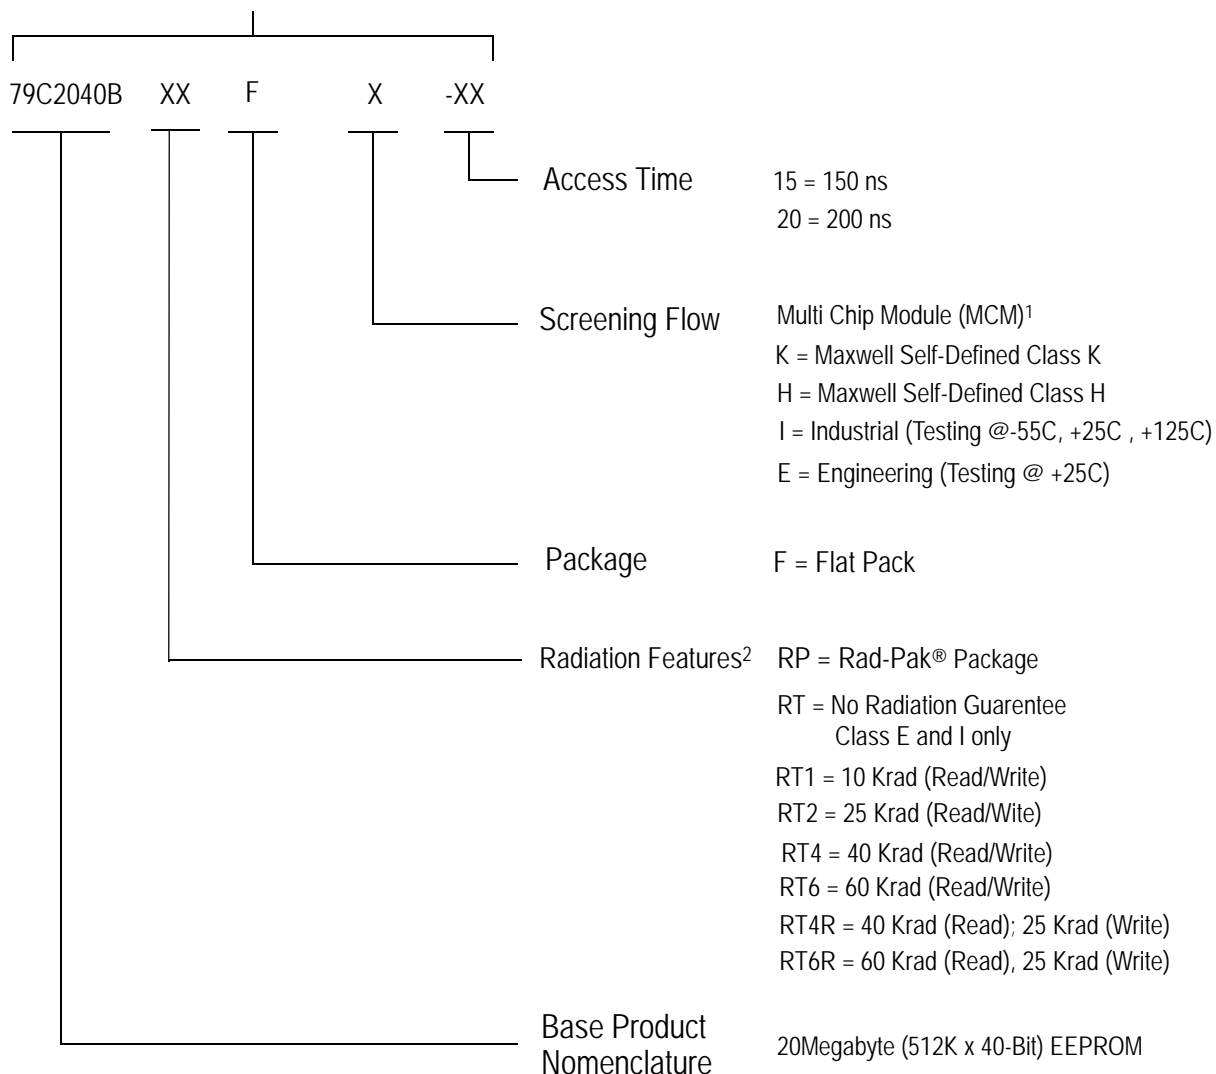 79C2040B XX F X -XX
Access Time 15 = 150 ns
20 = 200 ns
Screening Flow Multi Chip Module (MCM)1
K = Maxwell Self-Defined Class K
H = Maxwell Self-Defined Class H
I = Industrial (Testing @-55C, +25C , +125C)
E = Engineering (Testing @ +25C)
Package F = Flat Pack
Radiation Features2 RP = Rad-Pak® Package
RT = No Radiation Guarentee
Class E and I only
RT1 = 10 Krad (Read/Write)
RT2 = 25 Krad (Read/Wite)
RT4 = 40 Krad (Read/Write)
RT6 = 60 Krad (Read/Write)
RT4R = 40 Krad (Read); 25 Krad (Write)
RT6R = 60 Krad (Read), 25 Krad (Write)
Base Product
Nomenclature 20Megabyte (512K x 40-Bit) EEPROM